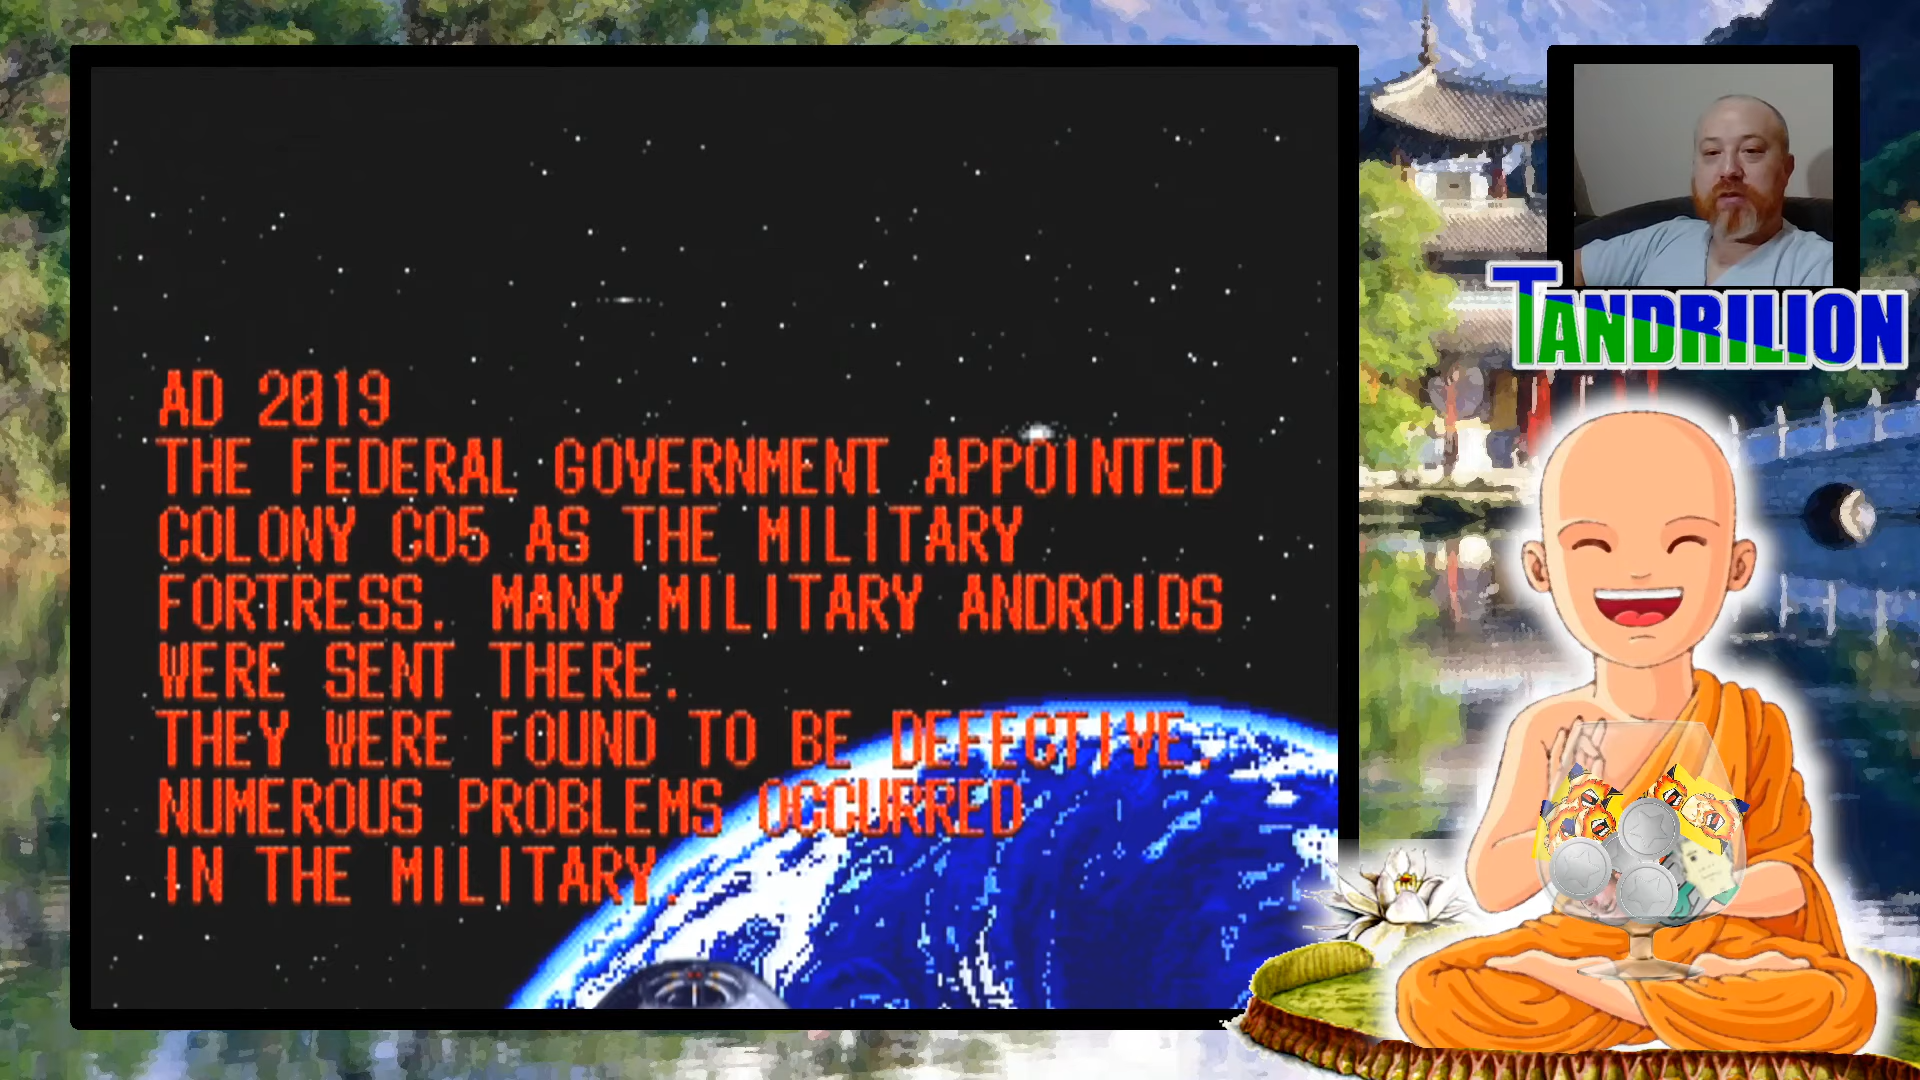 AD 2019
THE FEDERAL GOVERNMENT APPOINTED
COLONY CO5 AS THE MILITARY
FORTRESS. MANY MILITARY ANDROIDS
WERE SENT THERE.
THEY WERE FOUND TO BE DEFECTIVE.
NUMEROUS PROBLEMS OCCURRED
IN THE MILITARY.
TANDRILION